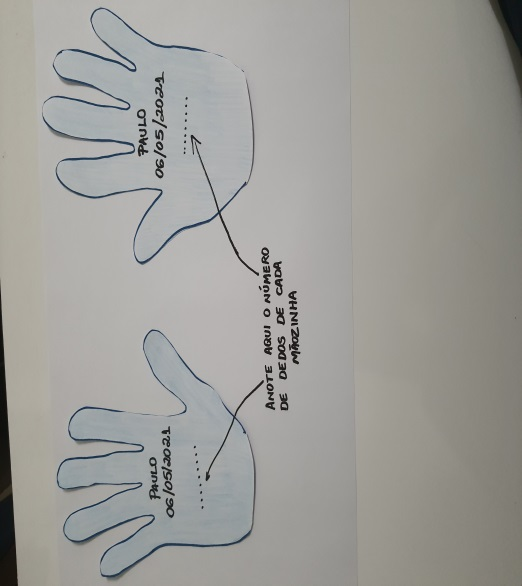 PAULO
06/05/2021
.........
PAULO
06/05/2021
.........
ANOTE AQUI O NÚMERO
DE DEDOS DE CADA
MÃOZINHA